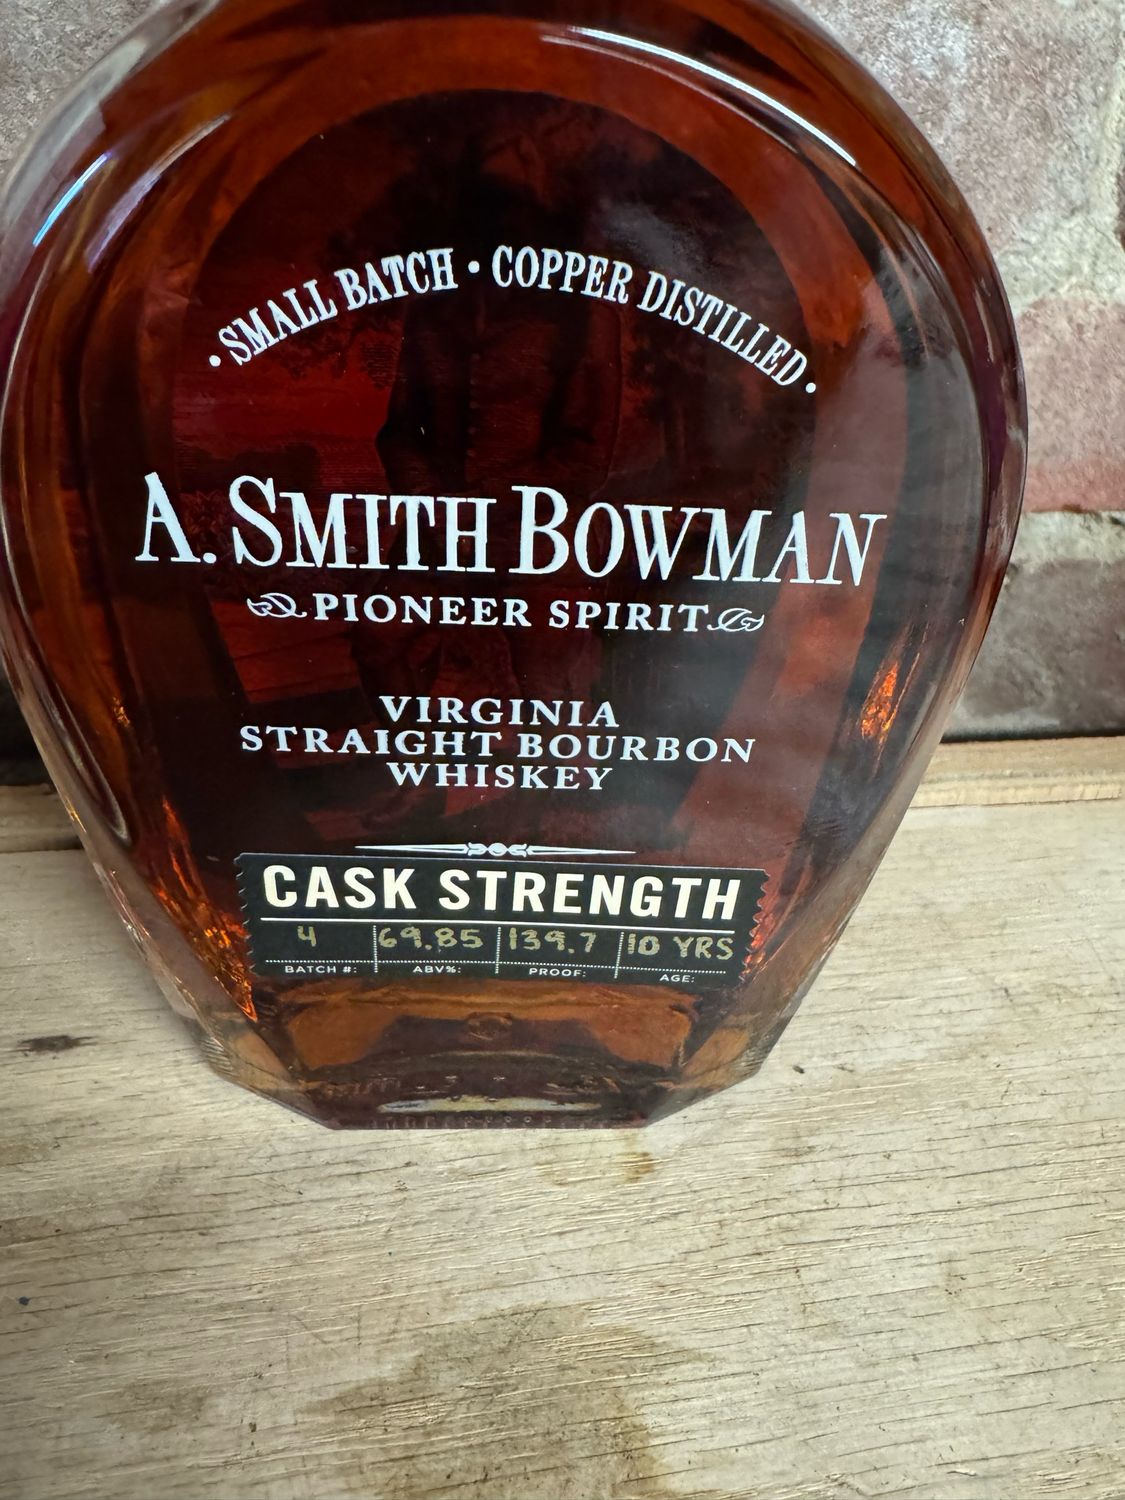 • SMALL BATCH • COPPER DISTILLED •
A. SMITH BOWMAN
PIONEER SPIRIT
VIRGINIA
STRAIGHT BOURBON
WHISKEY
CASK STRENGTH
4 69.85 139.7 10 YRS
BATCH #: ABV%: PROOF: AGE: